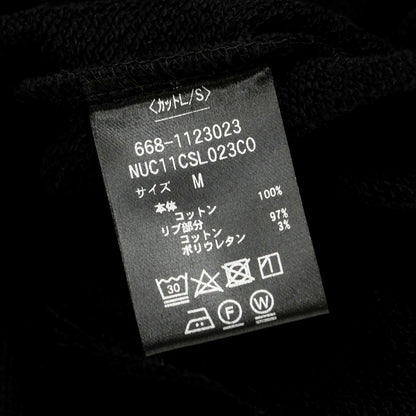 〈カットL/S〉
668-1123023
NUC11CSL023CO
サイズ M
本体
コットン 100%
リブ部分
コットン 97%
ポリウレタン 3%
30
F W